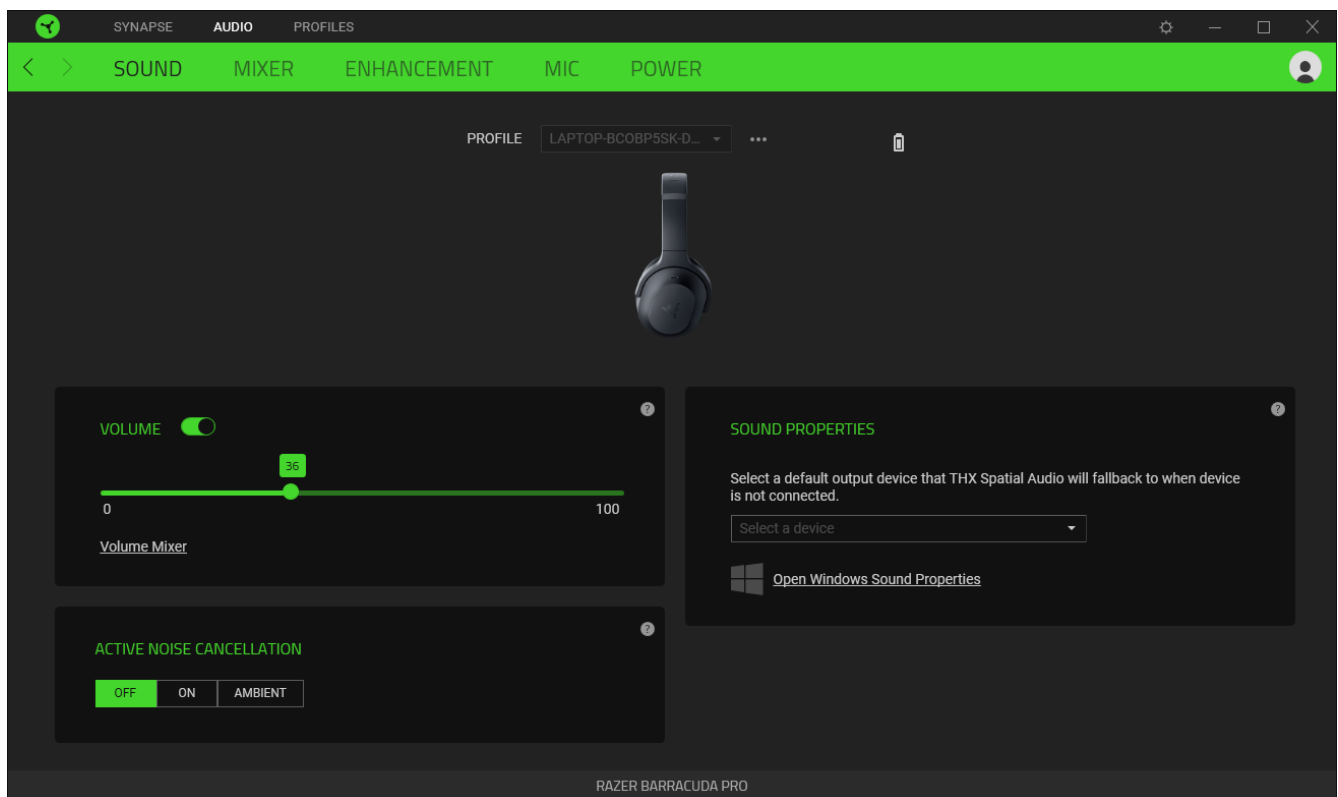 SYNAPSE AUDIO PROFILES
SOUND MIXER ENHANCEMENT MIC POWER
PROFILE LAPTOP-BCOBP5SK-D...
VOLUME
36
0 100
Volume Mixer
SOUND PROPERTIES
Select a default output device that THX Spatial Audio will fallback to when device
is not connected.
Select a device
Open Windows Sound Properties
ACTIVE NOISE CANCELLATION
OFF ON AMBIENT
RAZER BARRACUDA PRO